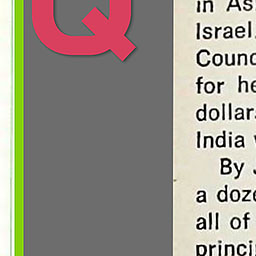 Q
in As
Israel
Counc
for he
dollar
India
By
a doze
all of
princi